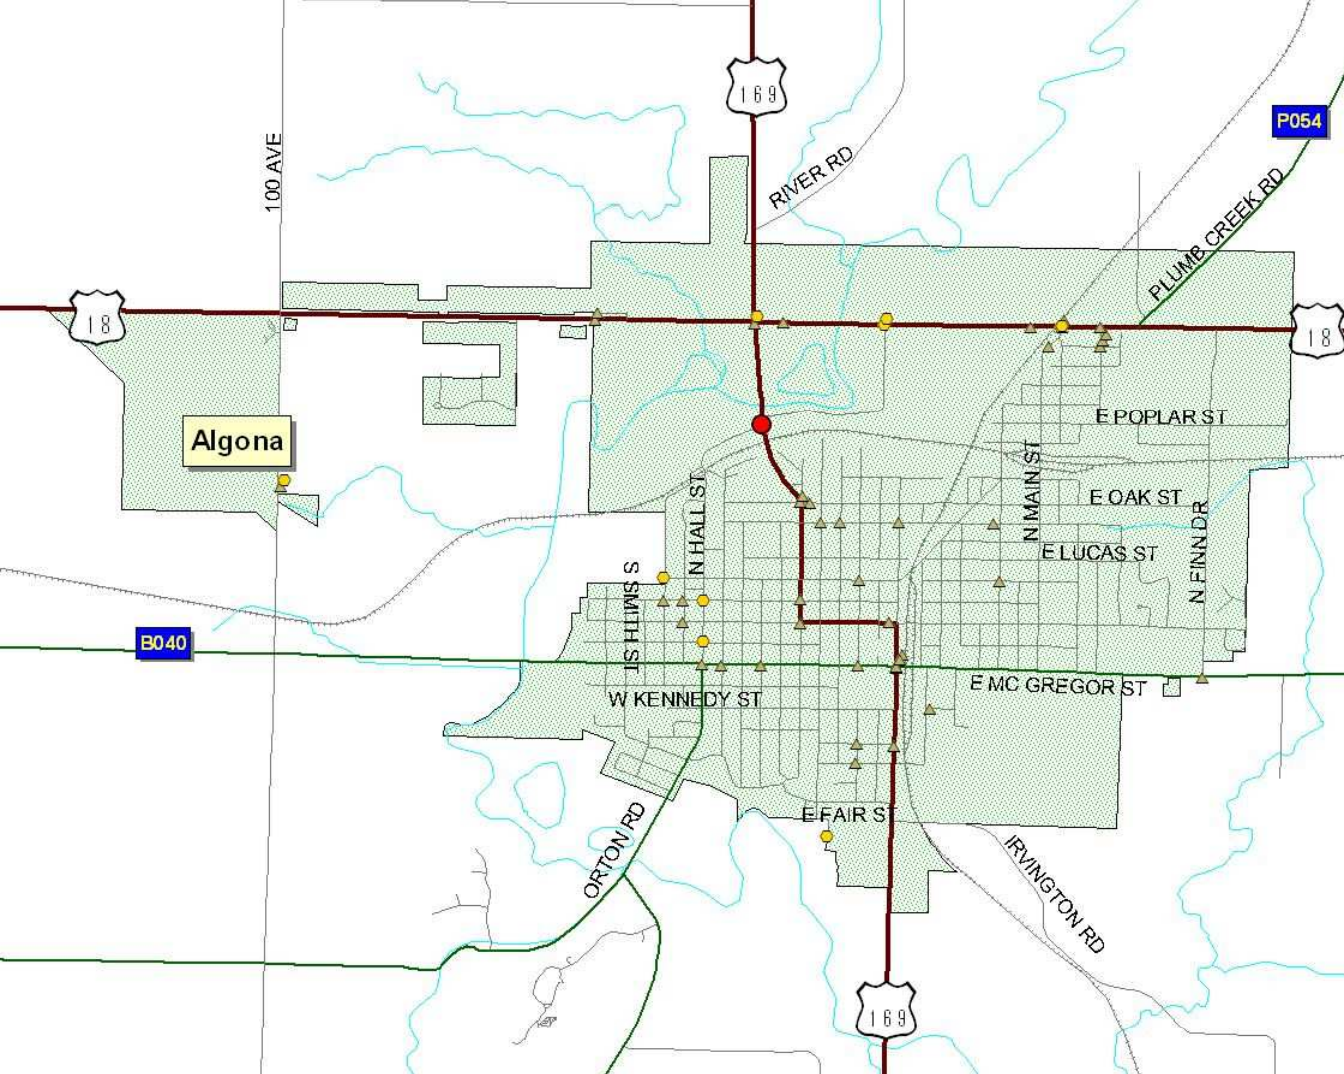 169
P054
100 AVE
RIVER RD
PLUMB CREEK RD
18
18
Algona
E POPLAR ST
N MAIN ST
N HALL ST
E OAK ST
N FINN DR
E LUCAS ST
S SMITH ST
B040
E MC GREGOR ST
W KENNEDY ST
E FAIR ST
ORTON RD
IRVINGTON RD
169